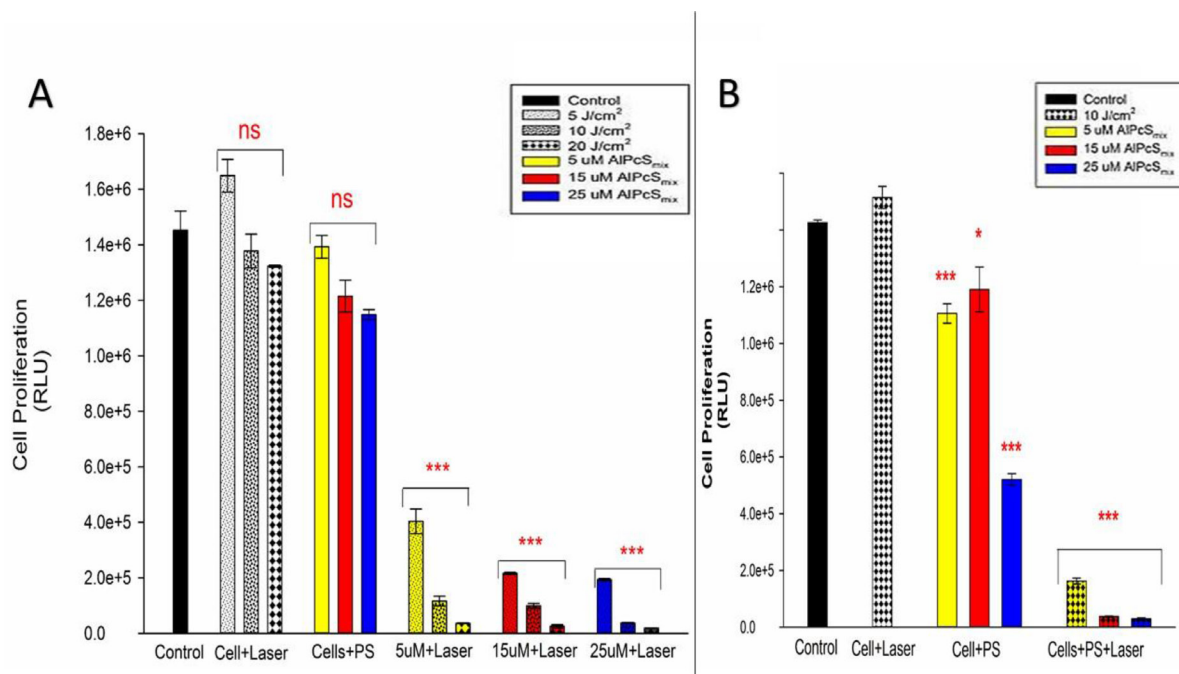 A
Control
5 J/cm²
10 J/cm²
20 J/cm²
5 uM AlPcSmix
15 uM AlPcSmix
25 uM AlPcSmix
ns
ns
***
***
***
1.8e+6
1.6e+6
1.4e+6
1.2e+6
1.0e+6
8.0e+5
6.0e+5
4.0e+5
2.0e+5
0.0
Cell Proliferation
(RLU)
Control Cell+Laser Cells+PS 5uM+Laser 15uM+Laser 25uM+Laser
B
Control
10 J/cm²
5 uM AlPcSmix
15 uM AlPcSmix
25 uM AlPcSmix
*
***
***
***
1.2e+6
1.0e+6
8.0e+5
6.0e+5
4.0e+5
2.0e+5
0.0
Cell Proliferation
(RLU)
Control Cell+Laser Cell+PS Cells+PS+Laser